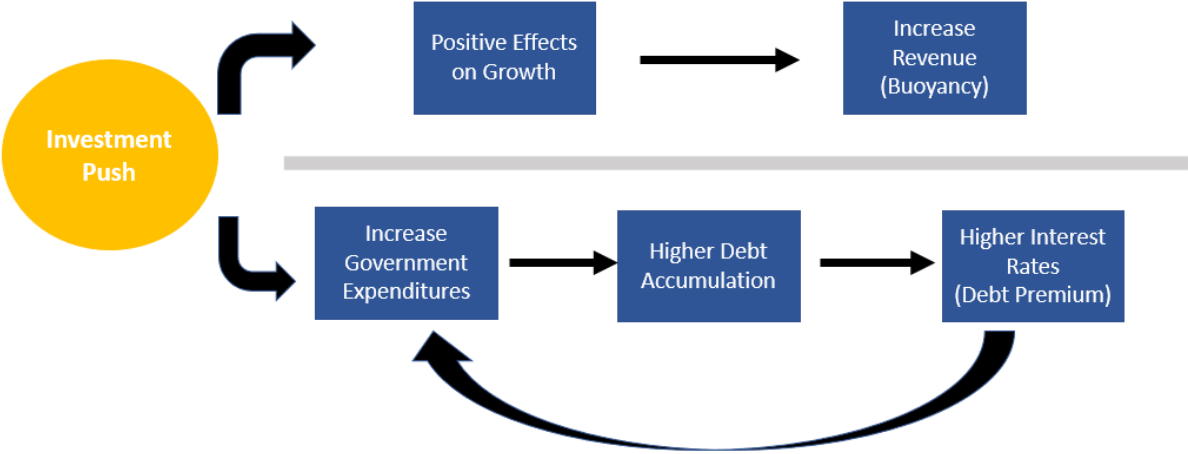 Investment
Push
Positive Effects
on Growth
Increase
Revenue
(Buoyancy)
Increase
Government
Expenditures
Higher Debt
Accumulation
Higher Interest
Rates
(Debt Premium)